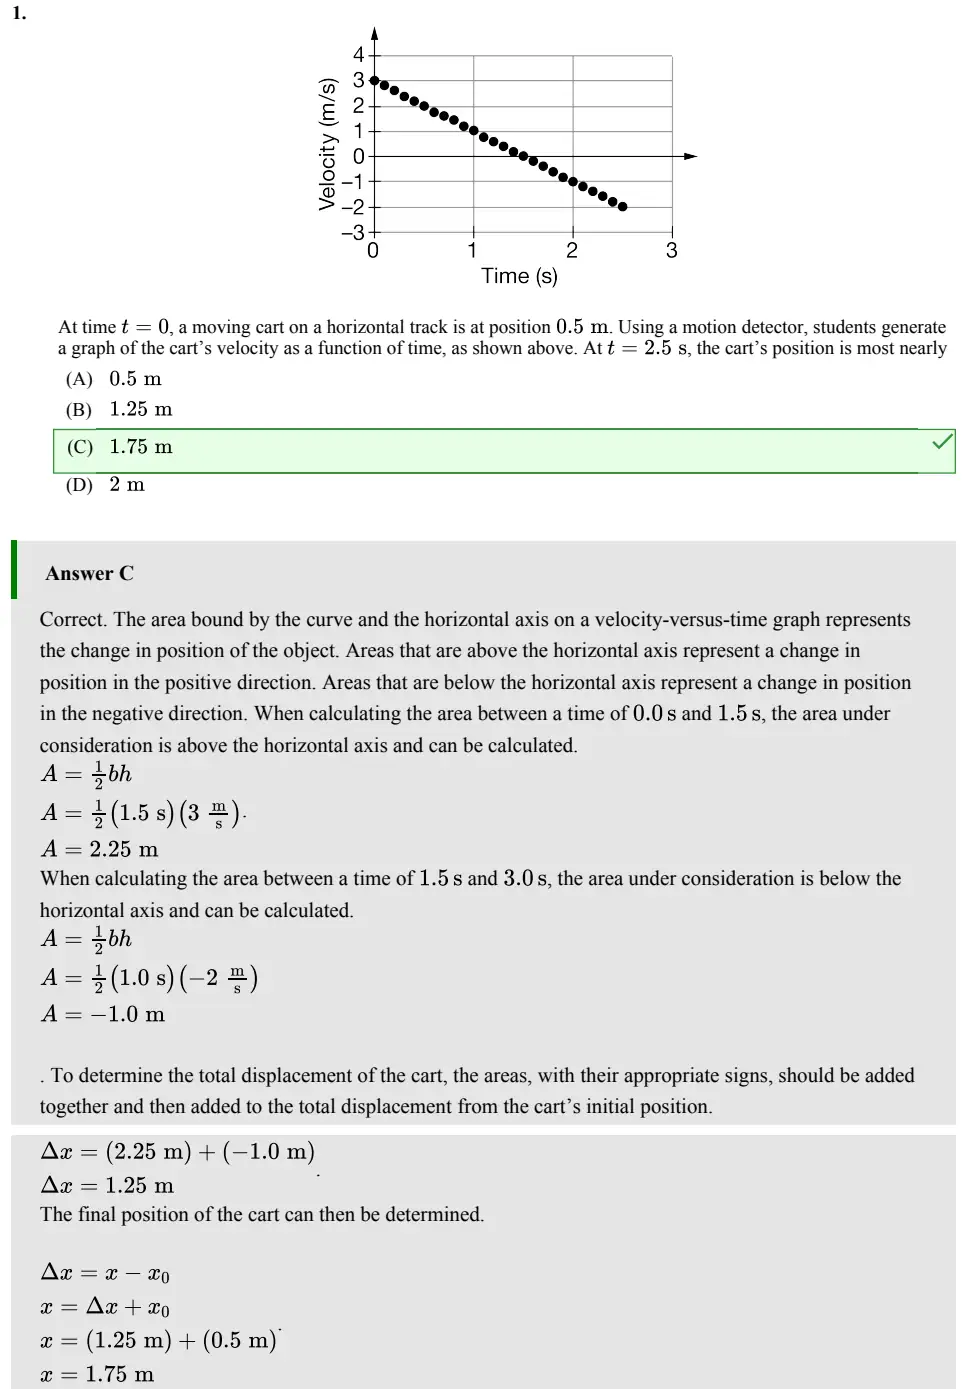 1.
4
3
2
1
0
−1
−2
−3
Velocity (m/s)
0 1 2 3
Time (s)
At time t = 0, a moving cart on a horizontal track is at position 0.5 m. Using a motion detector, students generate
a graph of the cart’s velocity as a function of time, as shown above. At t = 2.5 s, the cart’s position is most nearly
(A) 0.5 m
(B) 1.25 m
(C) 1.75 m
(D) 2 m
Answer C
Correct. The area bound by the curve and the horizontal axis on a velocity-versus-time graph represents
the change in position of the object. Areas that are above the horizontal axis represent a change in
position in the positive direction. Areas that are below the horizontal axis represent a change in position
in the negative direction. When calculating the area between a time of 0.0 s and 1.5 s, the area under
consideration is above the horizontal axis and can be calculated.
A = 1/2 bh
A = 1/2 (1.5 s)(3 m/s).
A = 2.25 m
When calculating the area between a time of 1.5 s and 3.0 s, the area under consideration is below the
horizontal axis and can be calculated.
A = 1/2 bh
A = 1/2 (1.0 s)(−2 m/s)
A = −1.0 m
. To determine the total displacement of the cart, the areas, with their appropriate signs, should be added
together and then added to the total displacement from the cart’s initial position.
Δx = (2.25 m) + (−1.0 m)
Δx = 1.25 m .
The final position of the cart can then be determined.
Δx = x − x₀
x = Δx + x₀
x = (1.25 m) + (0.5 m).
x = 1.75 m